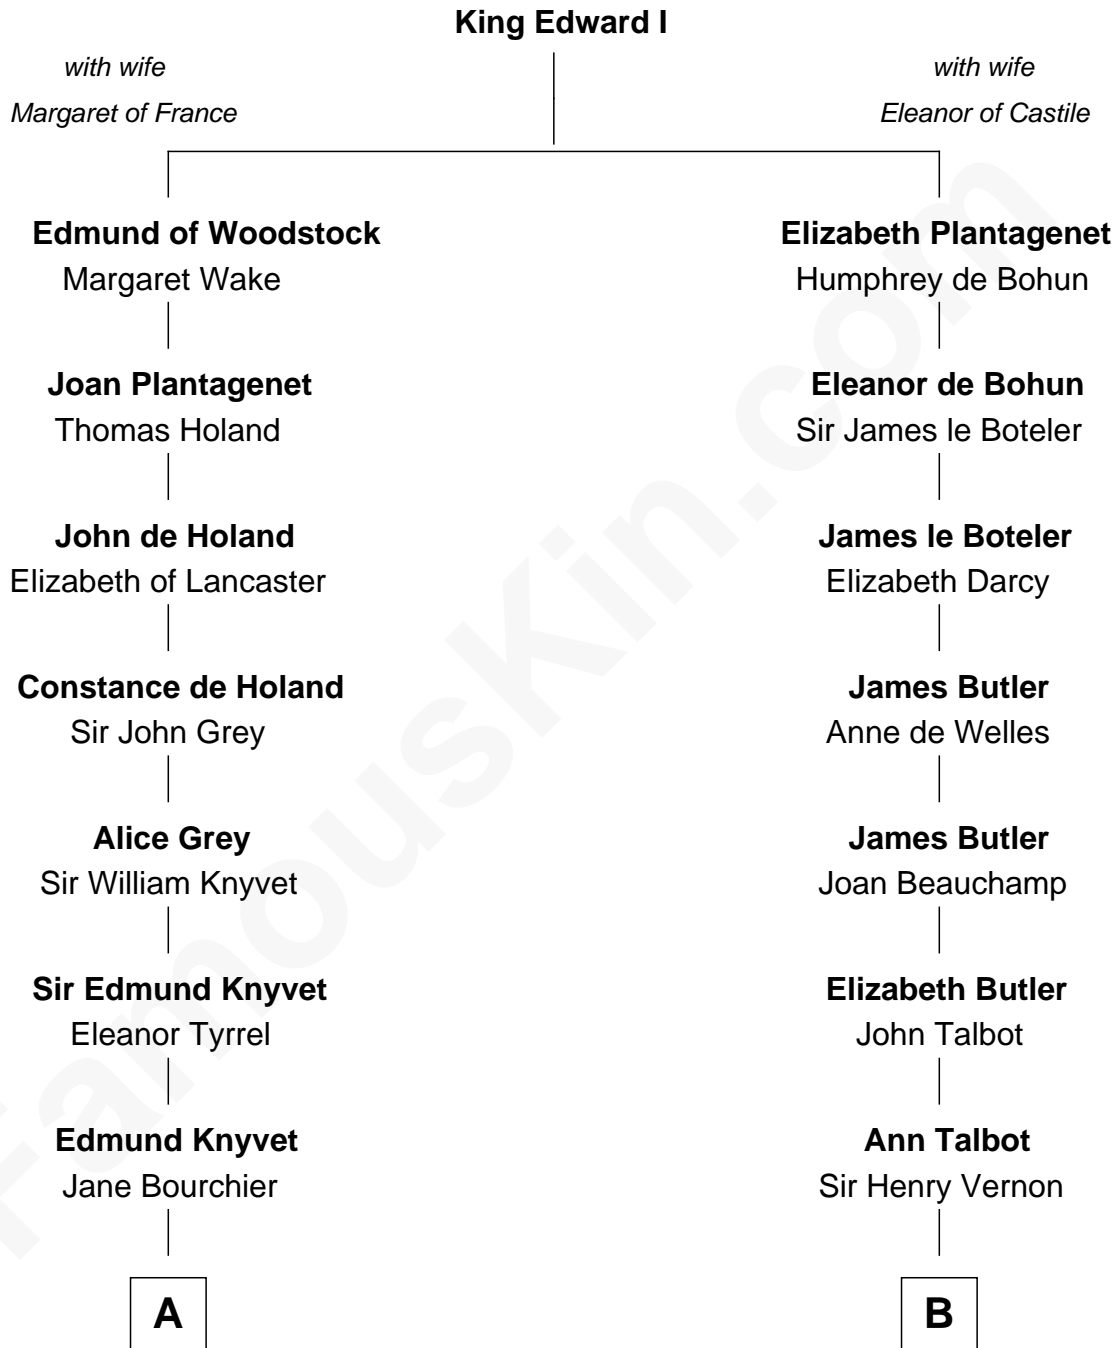 King Edward I
with wife
Margaret of France
with wife
Eleanor of Castile
Edmund of Woodstock
Margaret Wake
Elizabeth Plantagenet
Humphrey de Bohun
Joan Plantagenet
Thomas Holand
Eleanor de Bohun
Sir James le Boteler
John de Holand
Elizabeth of Lancaster
James le Boteler
Elizabeth Darcy
Constance de Holand
Sir John Grey
James Butler
Anne de Welles
Alice Grey
Sir William Knyvet
James Butler
Joan Beauchamp
Sir Edmund Knyvet
Eleanor Tyrrel
Elizabeth Butler
John Talbot
Edmund Knyvet
Jane Bourchier
Ann Talbot
Sir Henry Vernon
A
B
FamousKin.com